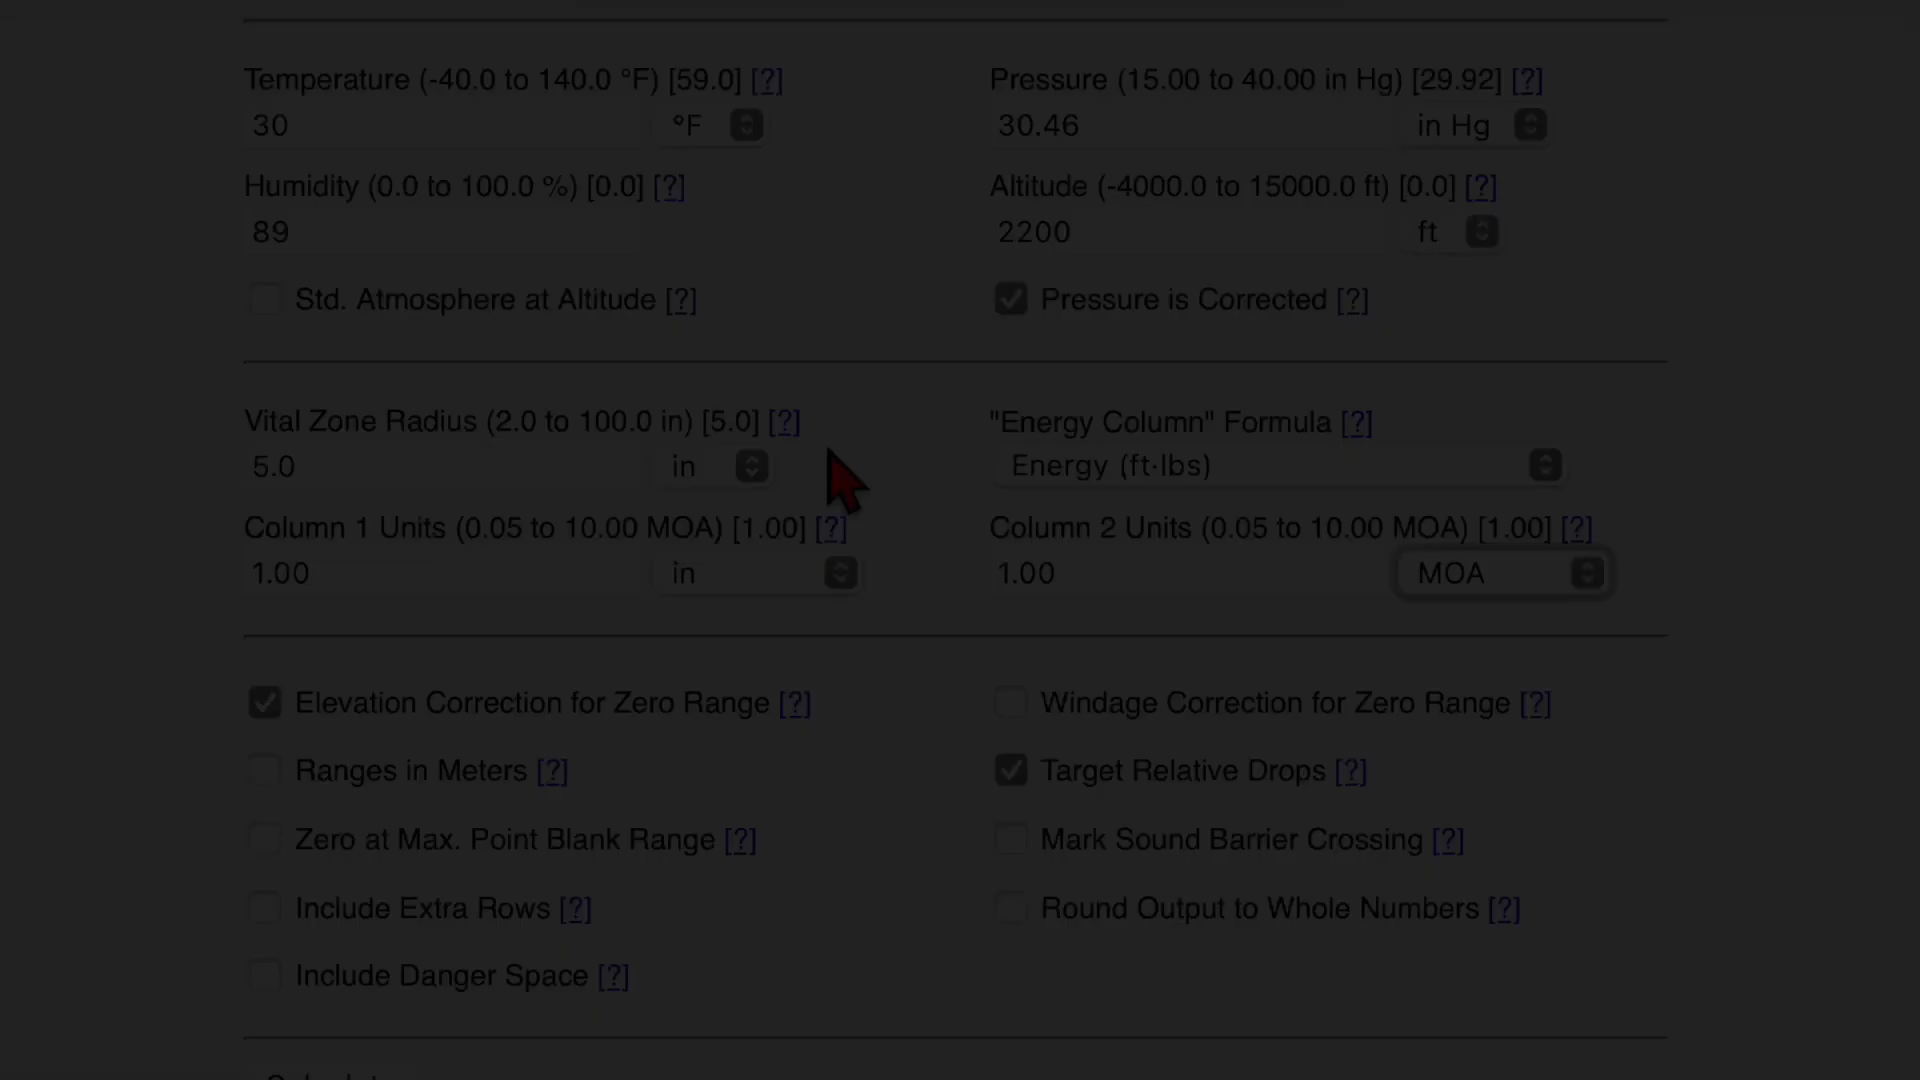 Temperature (-40.0 to 140.0 °F) [59.0] [?]
Pressure (15.00 to 40.00 in Hg) [29.92] [?]
30 °F
30.46 in Hg
Humidity (0.0 to 100.0 %) [0.0] [?]
Altitude (-4000.0 to 15000.0 ft) [0.0] [?]
89
2200 ft
Std. Atmosphere at Altitude [?]
Pressure is Corrected [?]
Vital Zone Radius (2.0 to 100.0 in) [5.0] [?]
"Energy Column" Formula [?]
5.0 in
Energy (ft·lbs)
Column 1 Units (0.05 to 10.00 MOA) [1.00] [?]
Column 2 Units (0.05 to 10.00 MOA) [1.00] [?]
1.00 in
1.00 MOA
Elevation Correction for Zero Range [?]
Windage Correction for Zero Range [?]
Ranges in Meters [?]
Target Relative Drops [?]
Zero at Max. Point Blank Range [?]
Mark Sound Barrier Crossing [?]
Include Extra Rows [?]
Round Output to Whole Numbers [?]
Include Danger Space [?]